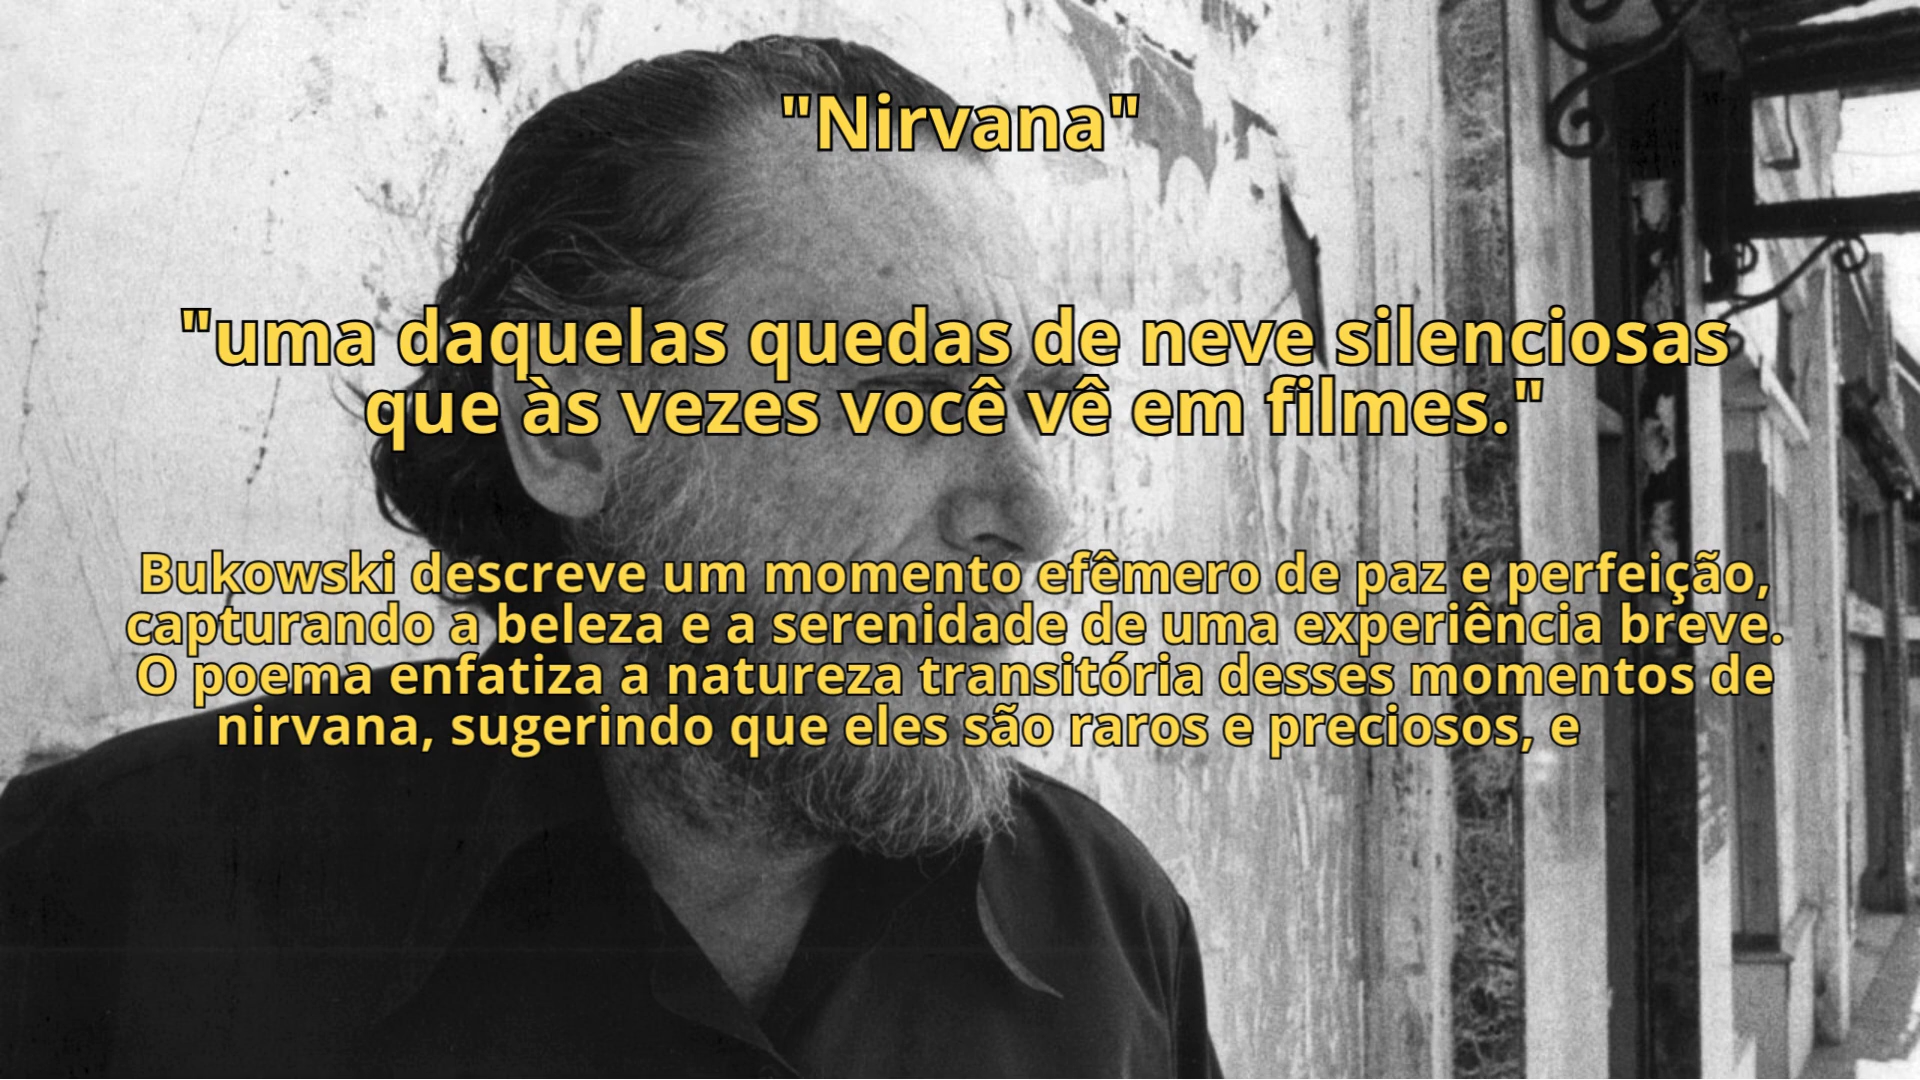 "Nirvana"
"uma daquelas quedas de neve silenciosas
que às vezes você vê em filmes."
Bukowski descreve um momento efêmero de paz e perfeição,
capturando a beleza e a serenidade de uma experiência breve.
O poema enfatiza a natureza transitória desses momentos de
nirvana, sugerindo que eles são raros e preciosos, e